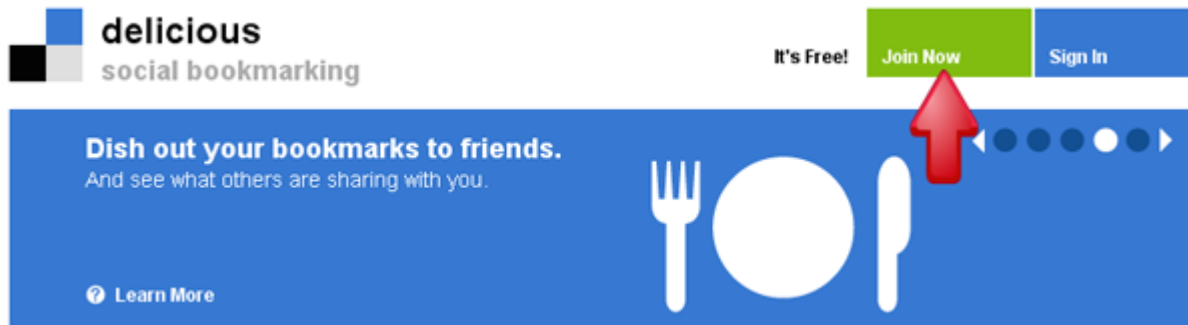 delicious
social bookmarking
It's Free!
Join Now
Sign In
Dish out your bookmarks to friends.
And see what others are sharing with you.
? Learn More